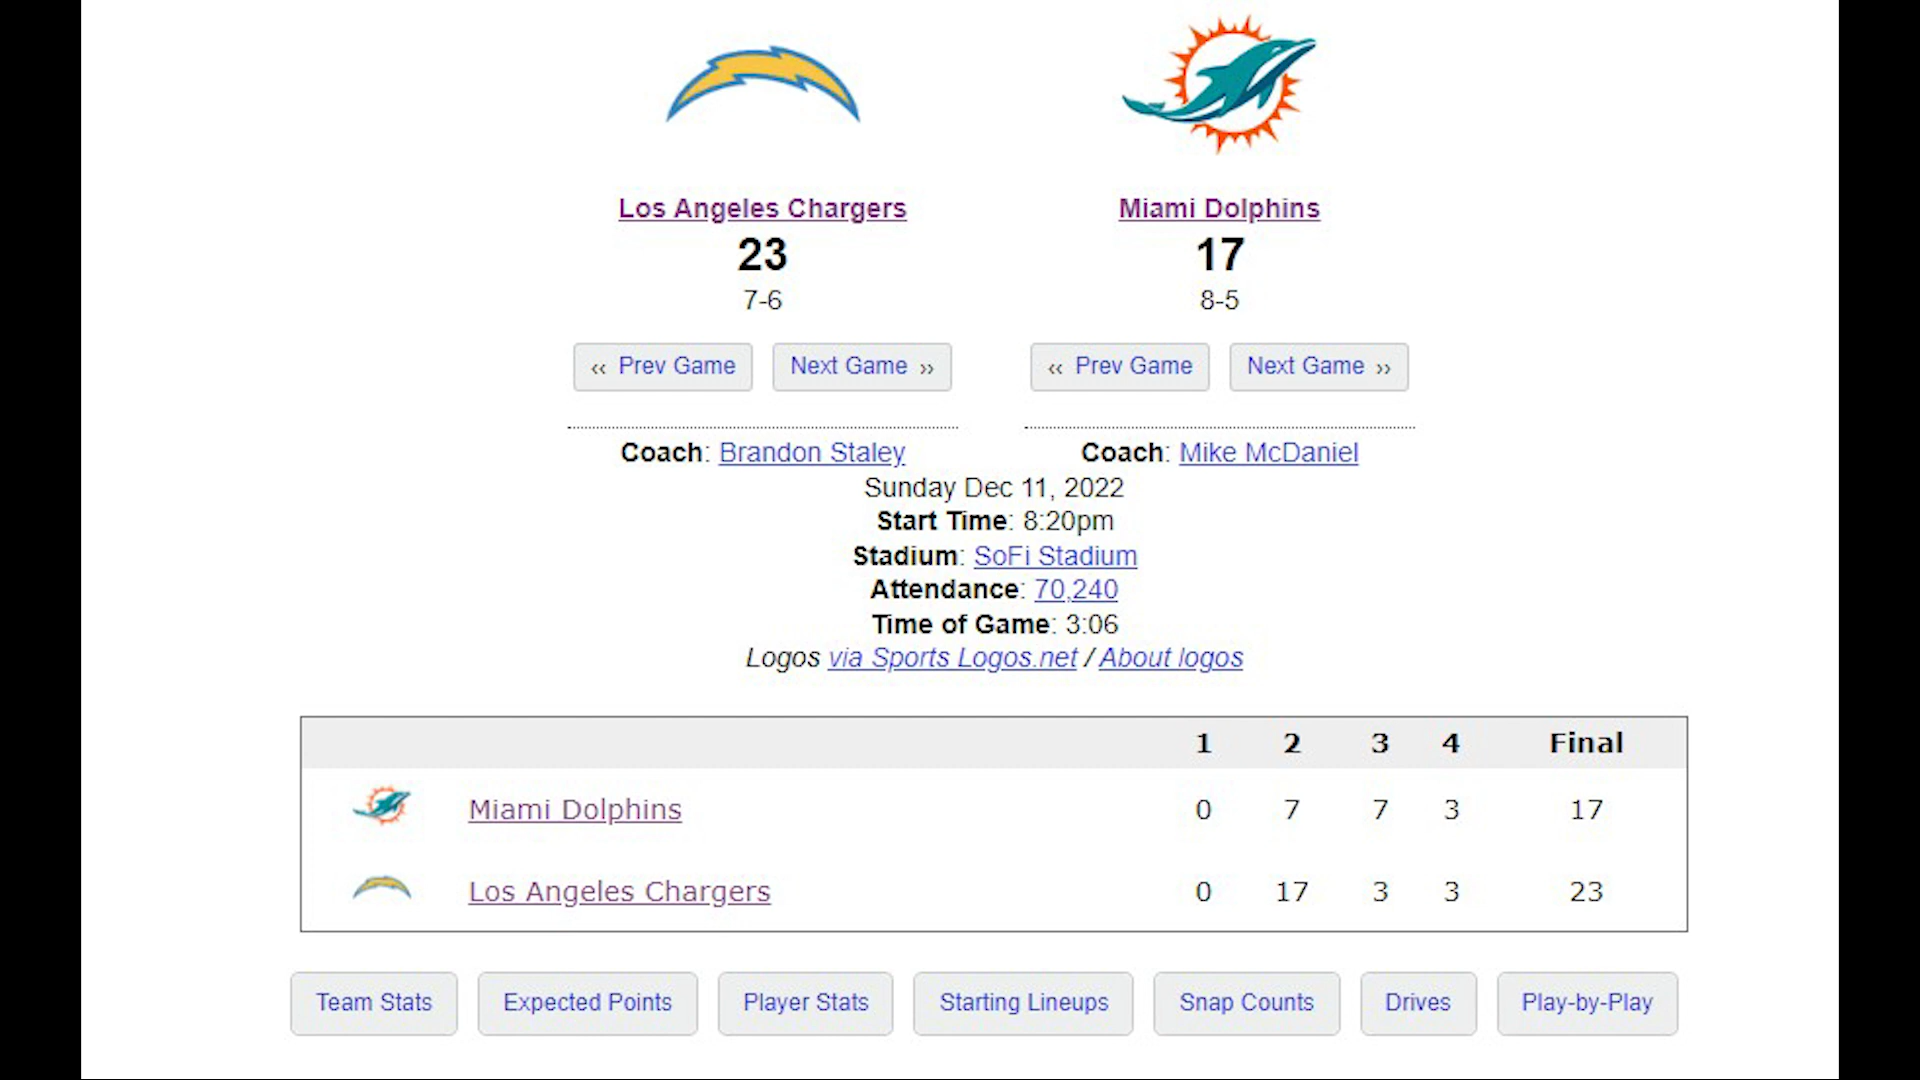 Los Angeles Chargers Miami Dolphins
23 17
7-6 8-5
‹‹ Prev Game Next Game ›› ‹‹ Prev Game Next Game ››
Coach: Brandon Staley Coach: Mike McDaniel
Sunday Dec 11, 2022
Start Time: 8:20pm
Stadium: SoFi Stadium
Attendance: 70,240
Time of Game: 3:06
Logos via Sports Logos.net / About logos
1 2 3 4 Final
Miami Dolphins 0 7 7 3 17
Los Angeles Chargers 0 17 3 3 23
Team Stats Expected Points Player Stats Starting Lineups Snap Counts Drives Play-by-Play